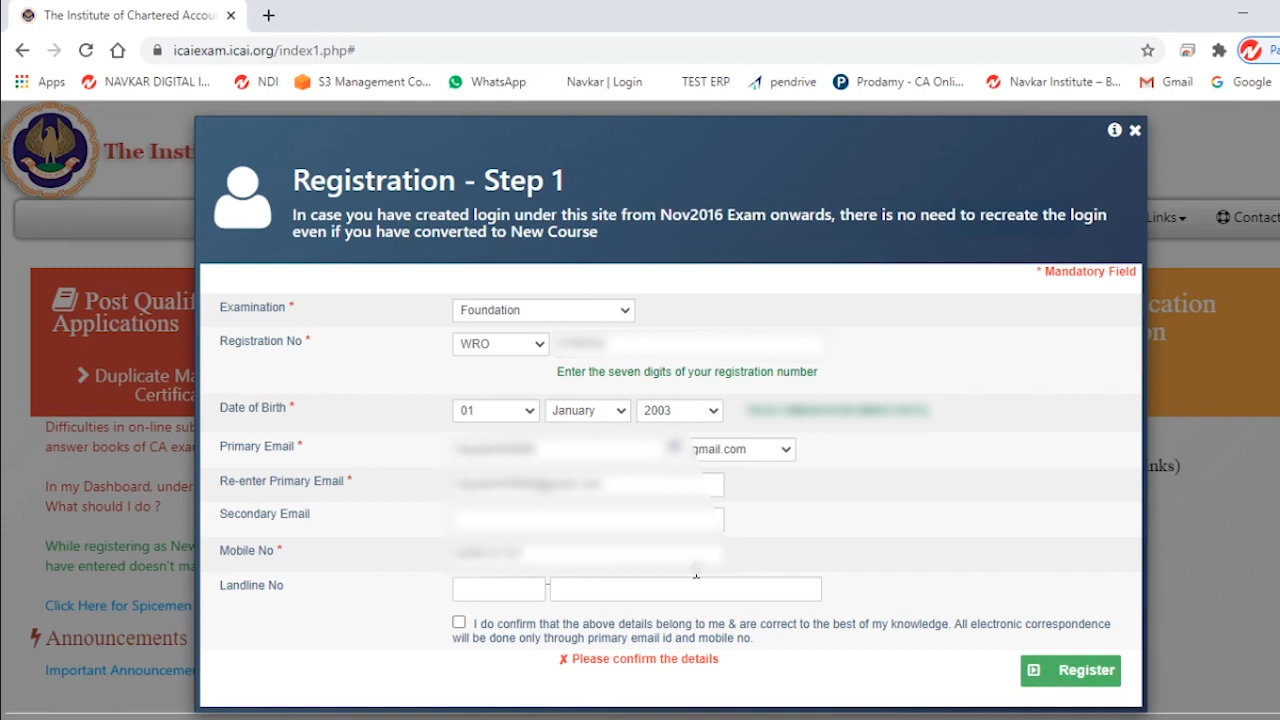 The Institute of Chartered Accou
icaiexam.icai.org/index1.php#
Pa
Apps NAVKAR DIGITAL I... NDI S3 Management Co... WhatsApp Navkar | Login TEST ERP pendrive Prodamy - CA Onli... Navkar Institute – B... Gmail Google
The Inst
Registration - Step 1
In case you have created login under this site from Nov2016 Exam onwards, there is no need to recreate the login
even if you have converted to New Course
Links Contact
* Mandatory Field
Post Qualif
Applications
Duplicate Ma
Certific
Difficulties in on-line sub
answer books of CA exa
In my Dashboard, under
What should I do ?
While registering as New
have entered doesn't ma
Click Here for Spicemen
Announcements
Important Announceme
Examination * Foundation
Registration No * WRO
Enter the seven digits of your registration number
Date of Birth * 01 January 2003
Primary Email * gmail.com
Re-enter Primary Email *
Secondary Email
Mobile No *
Landline No -
I do confirm that the above details belong to me & are correct to the best of my knowledge. All electronic correspondence
will be done only through primary email id and mobile no.
✘ Please confirm the details
Register
cation
on
nks)